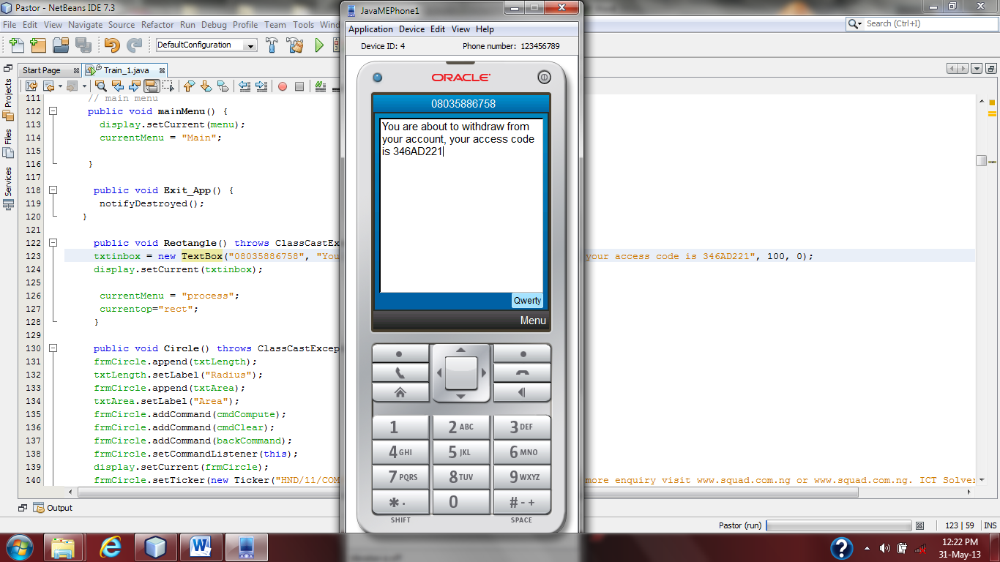 Pastor - NetBeans IDE 7.3
File Edit View Navigate Source Refactor Run Debug Profile Team Tools Wind
Search (Ctrl+I)
DefaultConfiguration
Start Page
Train_1.java
Projects
Files
Services
111 // main menu
112 public void mainMenu() {
113 display.setCurrent(menu);
114 currentMenu = "Main";
115
116 }
117
118 public void Exit_App() {
119 notifyDestroyed();
120 }
121
122 public void Rectangle() throws ClassCastExc
123 txtinbox = new TextBox("08035886758", "You your access code is 346AD221", 100, 0);
124 display.setCurrent(txtinbox);
125
126 currentMenu = "process";
127 currentop="rect";
128 }
129
130 public void Circle() throws ClassCastExcep
131 frmCircle.append(txtLength);
132 txtLength.setLabel("Radius");
133 frmCircle.append(txtArea);
134 txtArea.setLabel("Area");
135 frmCircle.addCommand(cmdCompute);
136 frmCircle.addCommand(cmdClear);
137 frmCircle.addCommand(backCommand);
138 frmCircle.setCommandListener(this);
139 display.setCurrent(frmCircle);
140 frmCircle.setTicker(new Ticker("HND/11/COM more enquiry visit www.squad.com.ng or www.squad.com.ng. ICT Solver
Output
Pastor (run)
123 | 59 INS
JavaMEPhone1
Application Device Edit View Help
Device ID: 4 Phone number: 123456789
ORACLE
08035886758
You are about to withdraw from
your account, your access code
is 346AD221
Qwerty
Menu
1 2 ABC 3 DEF
4 GHI 5 JKL 6 MNO
7 PQRS 8 TUV 9 WXYZ
* . 0 # - +
SHIFT SPACE
12:22 PM
31-May-13